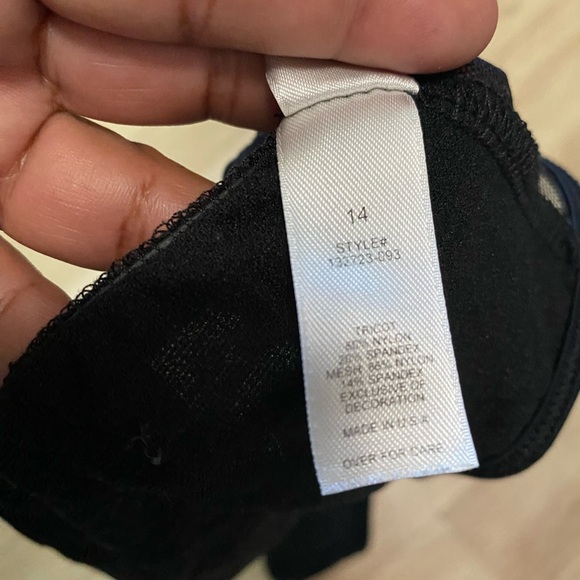 14
STYLE#
132723-093
TRICOT
80% NYLON
20% SPANDEX
MESH 86% NYLON
14% SPANDEX
EXCLUSIVE OF
DECORATION
MADE IN U S A
OVER FOR CARE